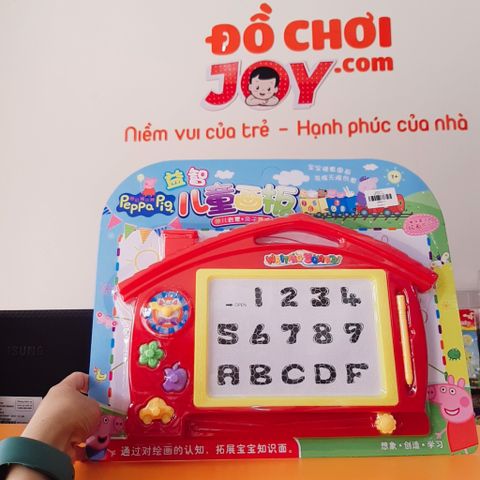 ĐỒ CHƠI
JOY.com
Niềm vui của trẻ - Hạnh phúc của nhà
益智
Peppa Pig
儿童画板
OPEN
1 2 3 4
5 6 7 8 9
A B C D F
通过对绘画的认知，拓展宝宝知识面。
想象·创造·学习
SUNG